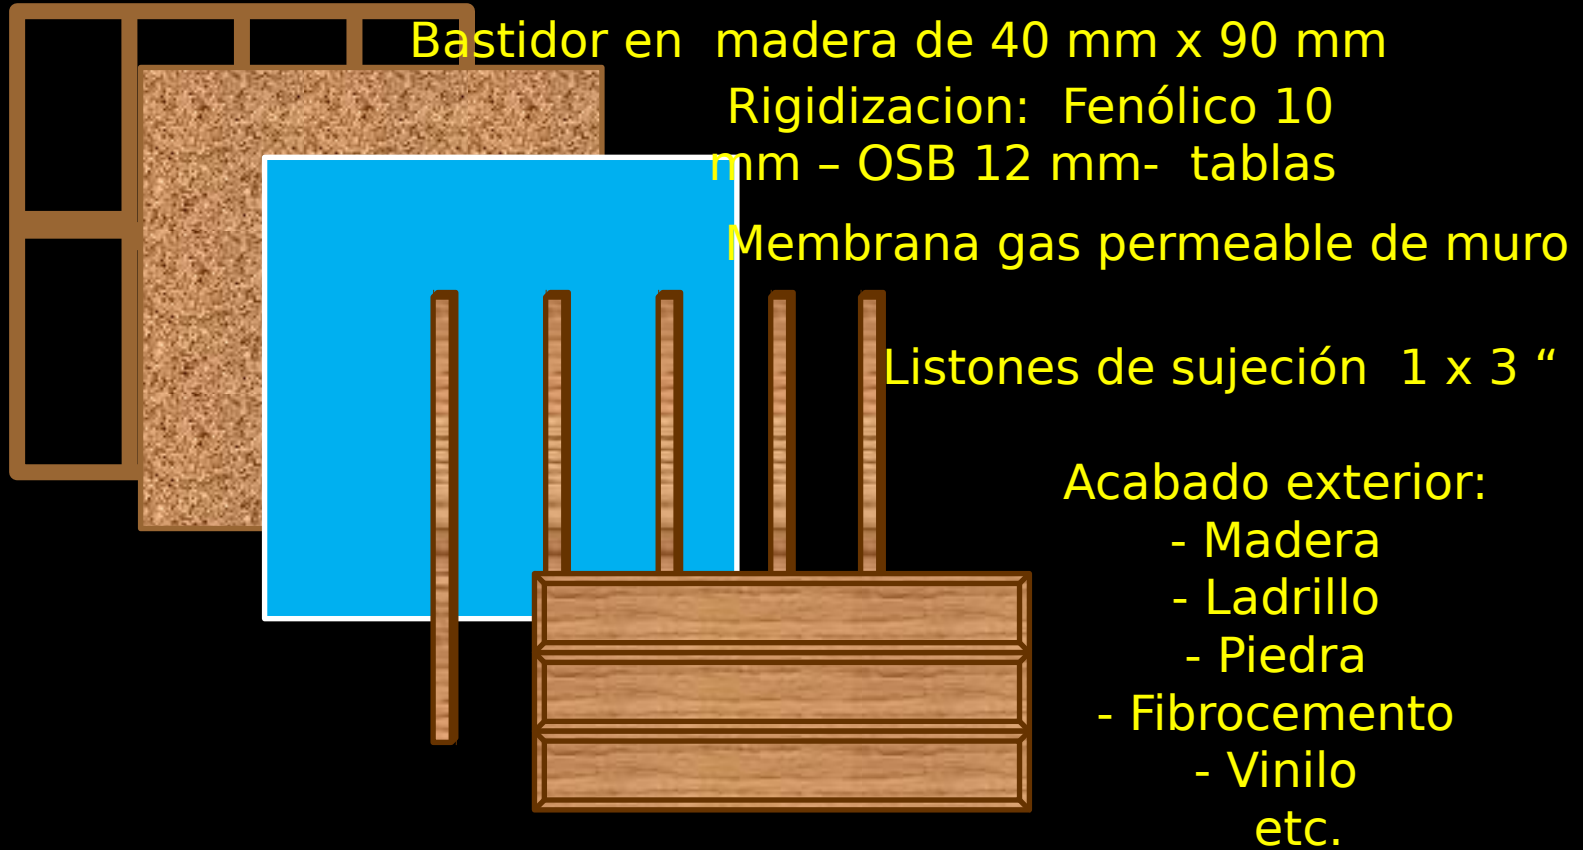 Bastidor en  madera de 40 mm x 90 mm
Rigidizacion:  Fenólico 10
mm – OSB 12 mm-  tablas
Membrana gas permeable de muro
Listones de sujeción  1 x 3 “
Acabado exterior:
- Madera
- Ladrillo
- Piedra
- Fibrocemento
- Vinilo
etc.